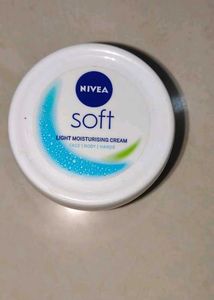 NIVEA
soft
LIGHT MOISTURISING CREAM
FACE | BODY | HANDS